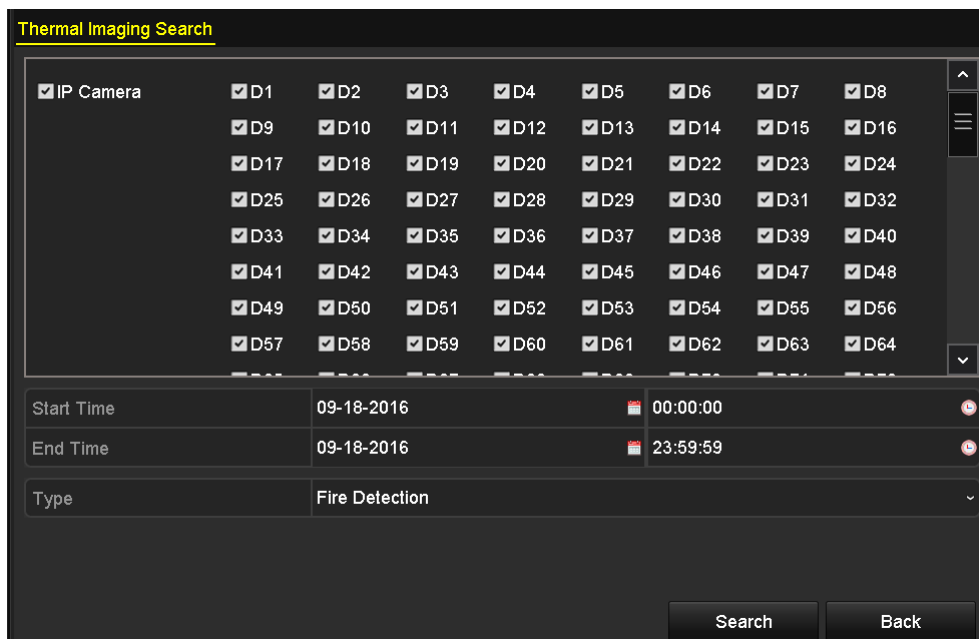 Thermal Imaging Search
IP Camera D1 D2 D3 D4 D5 D6 D7 D8
D9 D10 D11 D12 D13 D14 D15 D16
D17 D18 D19 D20 D21 D22 D23 D24
D25 D26 D27 D28 D29 D30 D31 D32
D33 D34 D35 D36 D37 D38 D39 D40
D41 D42 D43 D44 D45 D46 D47 D48
D49 D50 D51 D52 D53 D54 D55 D56
D57 D58 D59 D60 D61 D62 D63 D64
Start Time 09-18-2016 00:00:00
End Time 09-18-2016 23:59:59
Type Fire Detection
Search Back